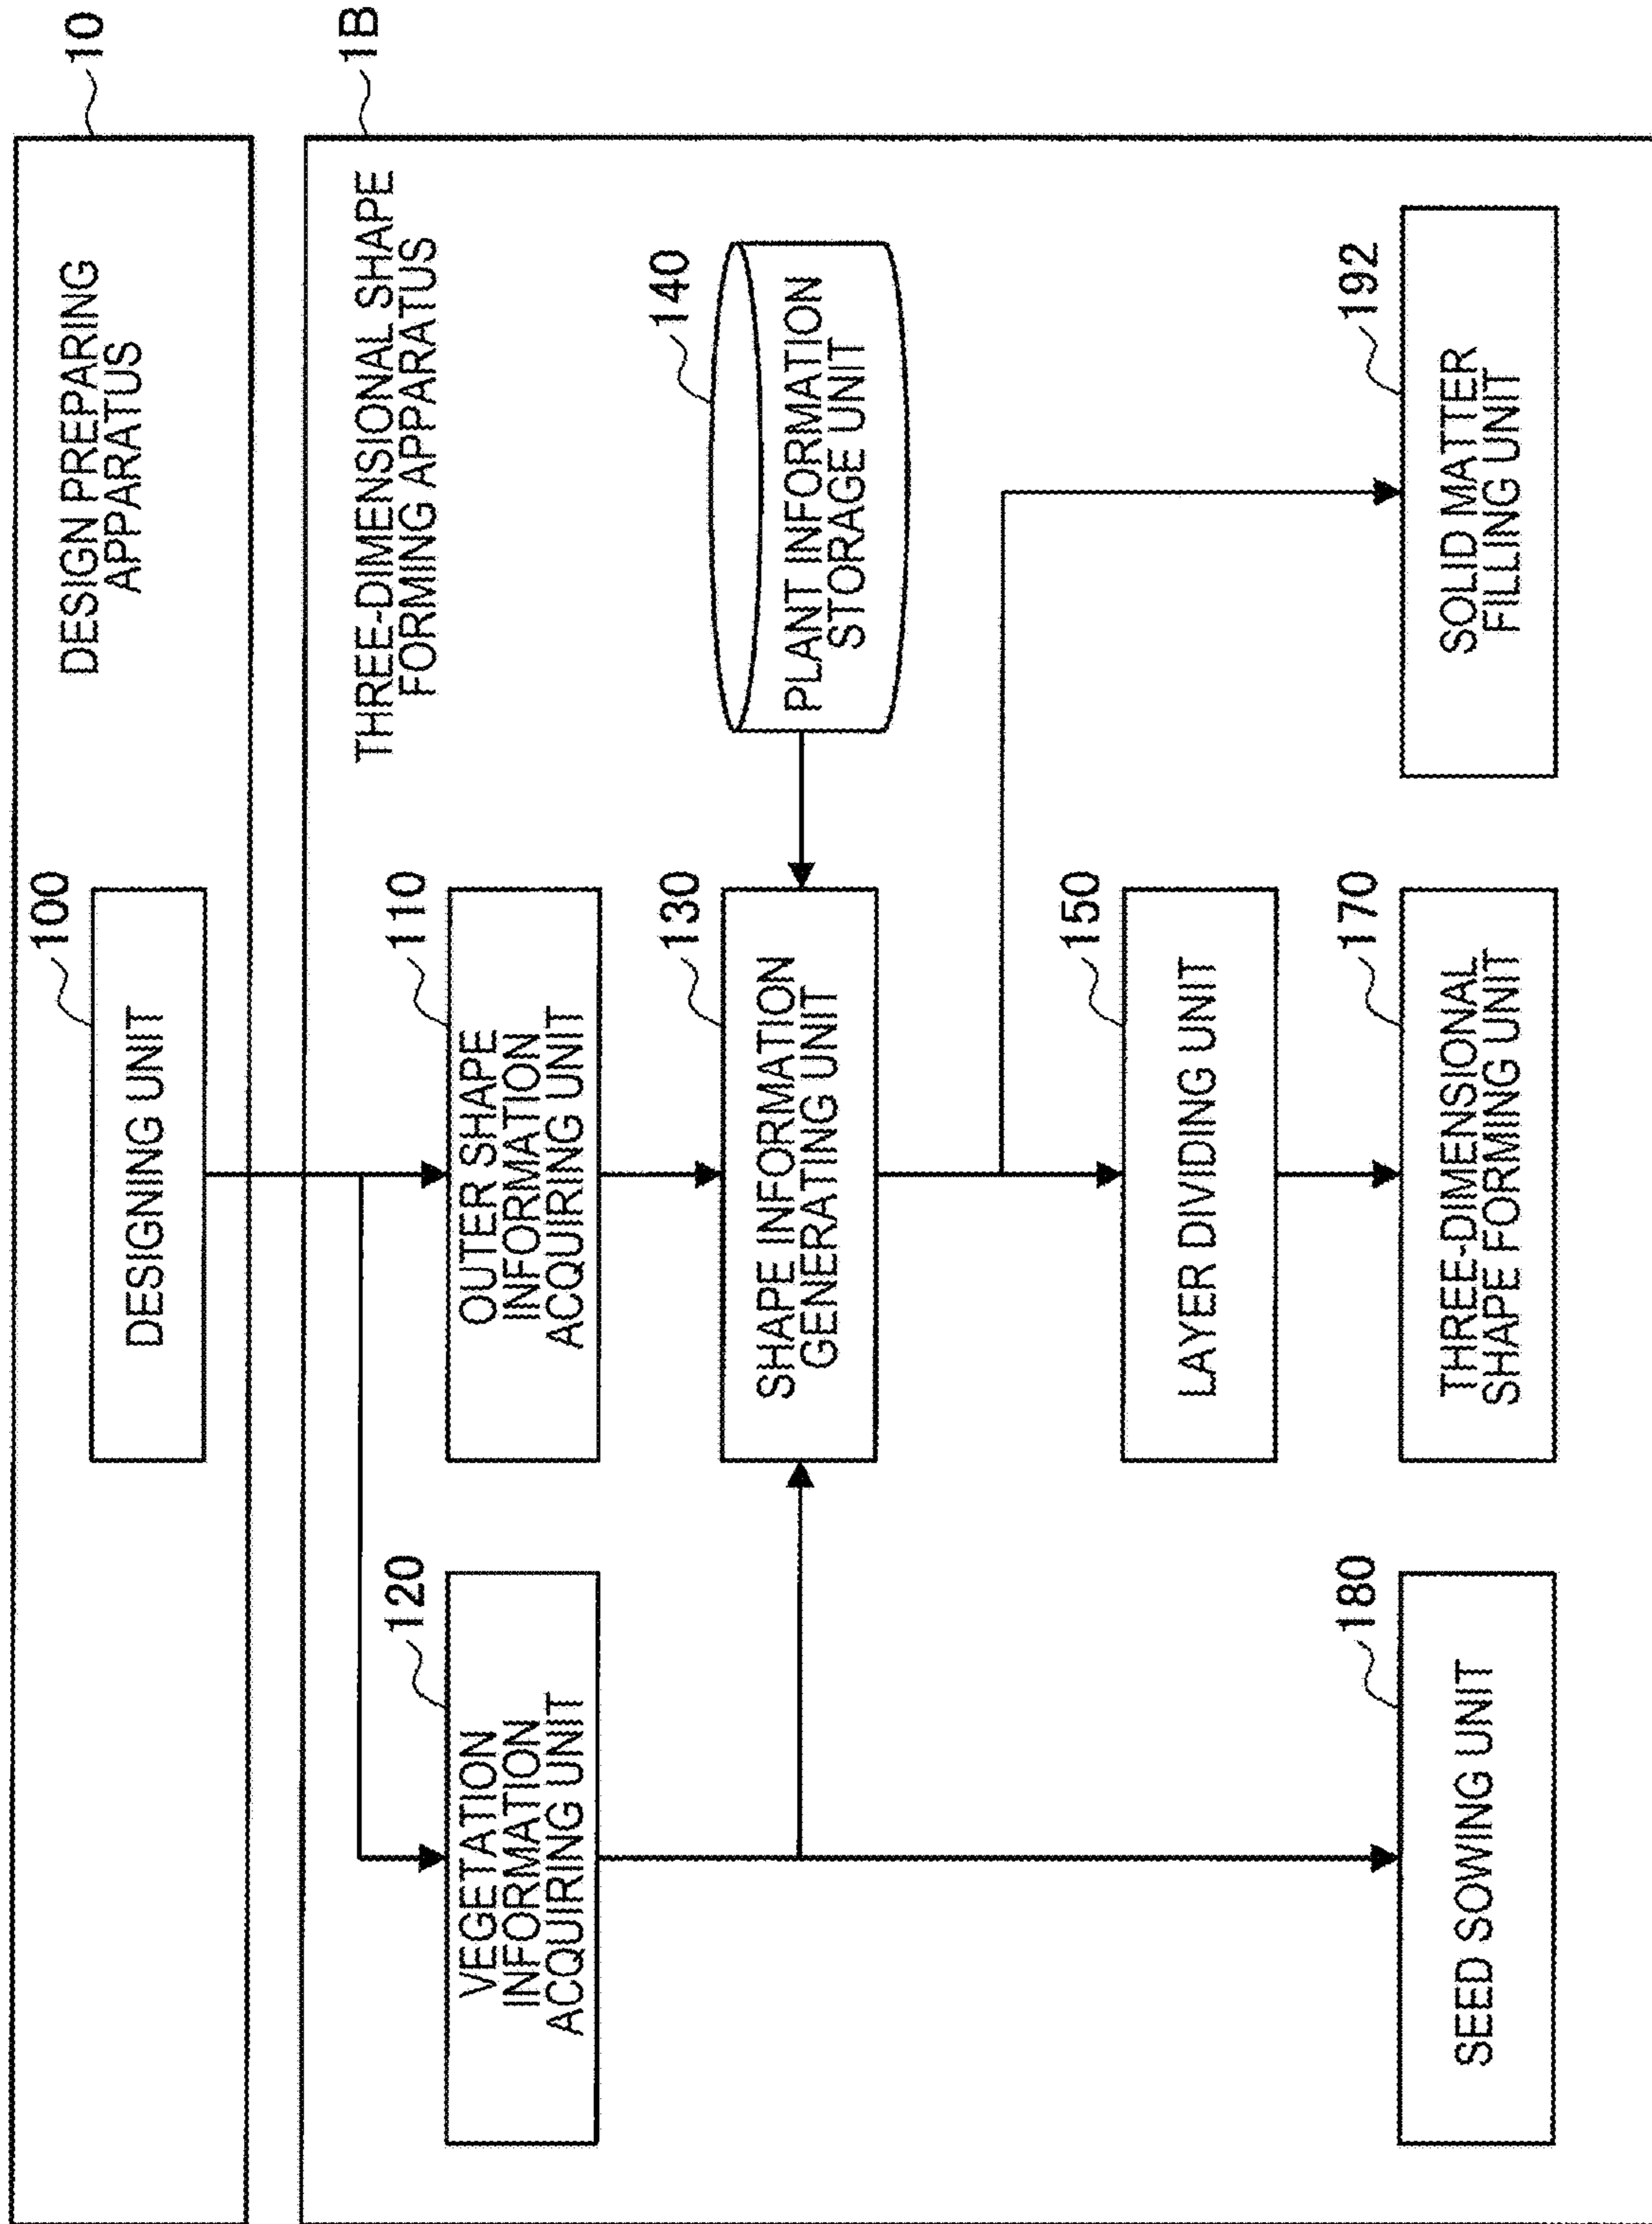 10
DESIGN PREPARING
APPARATUS
100
DESIGNING UNIT
1B
THREE-DIMENSIONAL SHAPE
FORMING APPARATUS
120
VEGETATION
INFORMATION
ACQUIRING UNIT
110
OUTER SHAPE
INFORMATION
ACQUIRING UNIT
130
SHAPE INFORMATION
GENERATING UNIT
140
PLANT INFORMATION
STORAGE UNIT
150
LAYER DIVIDING UNIT
180
SEED SOWING UNIT
170
THREE-DIMENSIONAL
SHAPE FORMING UNIT
192
SOLID MATTER
FILLING UNIT